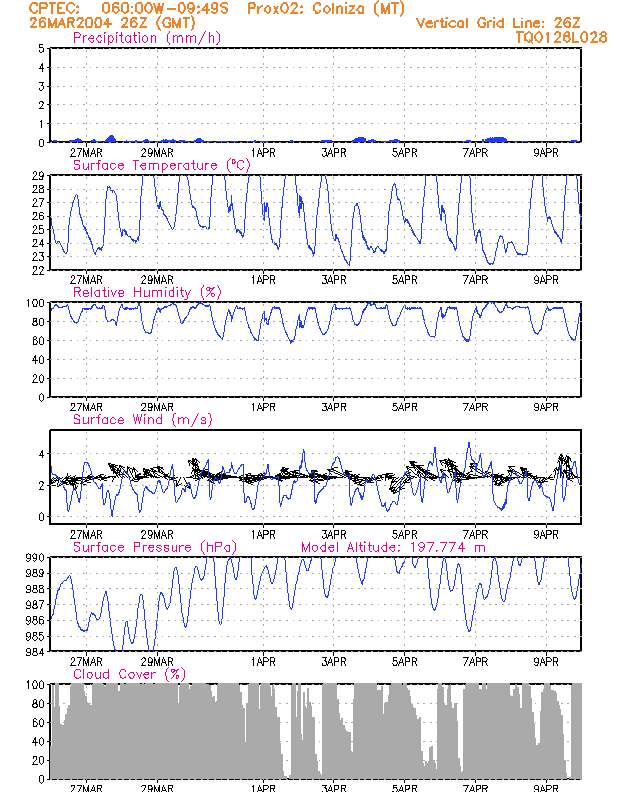 CPTEC: 060:00W-09:49S Prox02: Colniza (MT)
26MAR2004 26Z (GMT) Vertical Grid Line: 26Z
Precipitation (mm/h) TQ0126L028
5
4
3
2
1
0
27MAR 29MAR 1APR 3APR 5APR 7APR 9APR
Surface Temperature (°C)
29
28
27
26
25
24
23
22
27MAR 29MAR 1APR 3APR 5APR 7APR 9APR
Relative Humidity (%)
100
80
60
40
20
0
27MAR 29MAR 1APR 3APR 5APR 7APR 9APR
Surface Wind (m/s)
4
2
0
27MAR 29MAR 1APR 3APR 5APR 7APR 9APR
Surface Pressure (hPa) Model Altitude: 197.774 m
990
989
988
987
986
985
984
27MAR 29MAR 1APR 3APR 5APR 7APR 9APR
Cloud Cover (%)
100
80
60
40
20
0
27MAR 29MAR 1APR 3APR 5APR 7APR 9APR